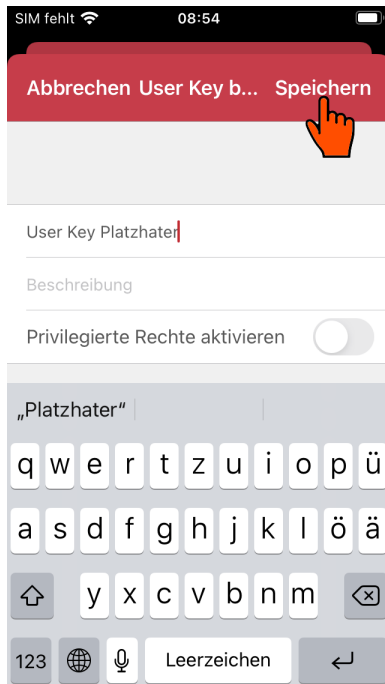 SIM fehlt 08:54
Abbrechen User Key b... Speichern
User Key Platzhater
Beschreibung
Privilegierte Rechte aktivieren
„Platzhater“
q w e r t z u i o p ü
a s d f g h j k l ö ä
y x c v b n m
123 Leerzeichen